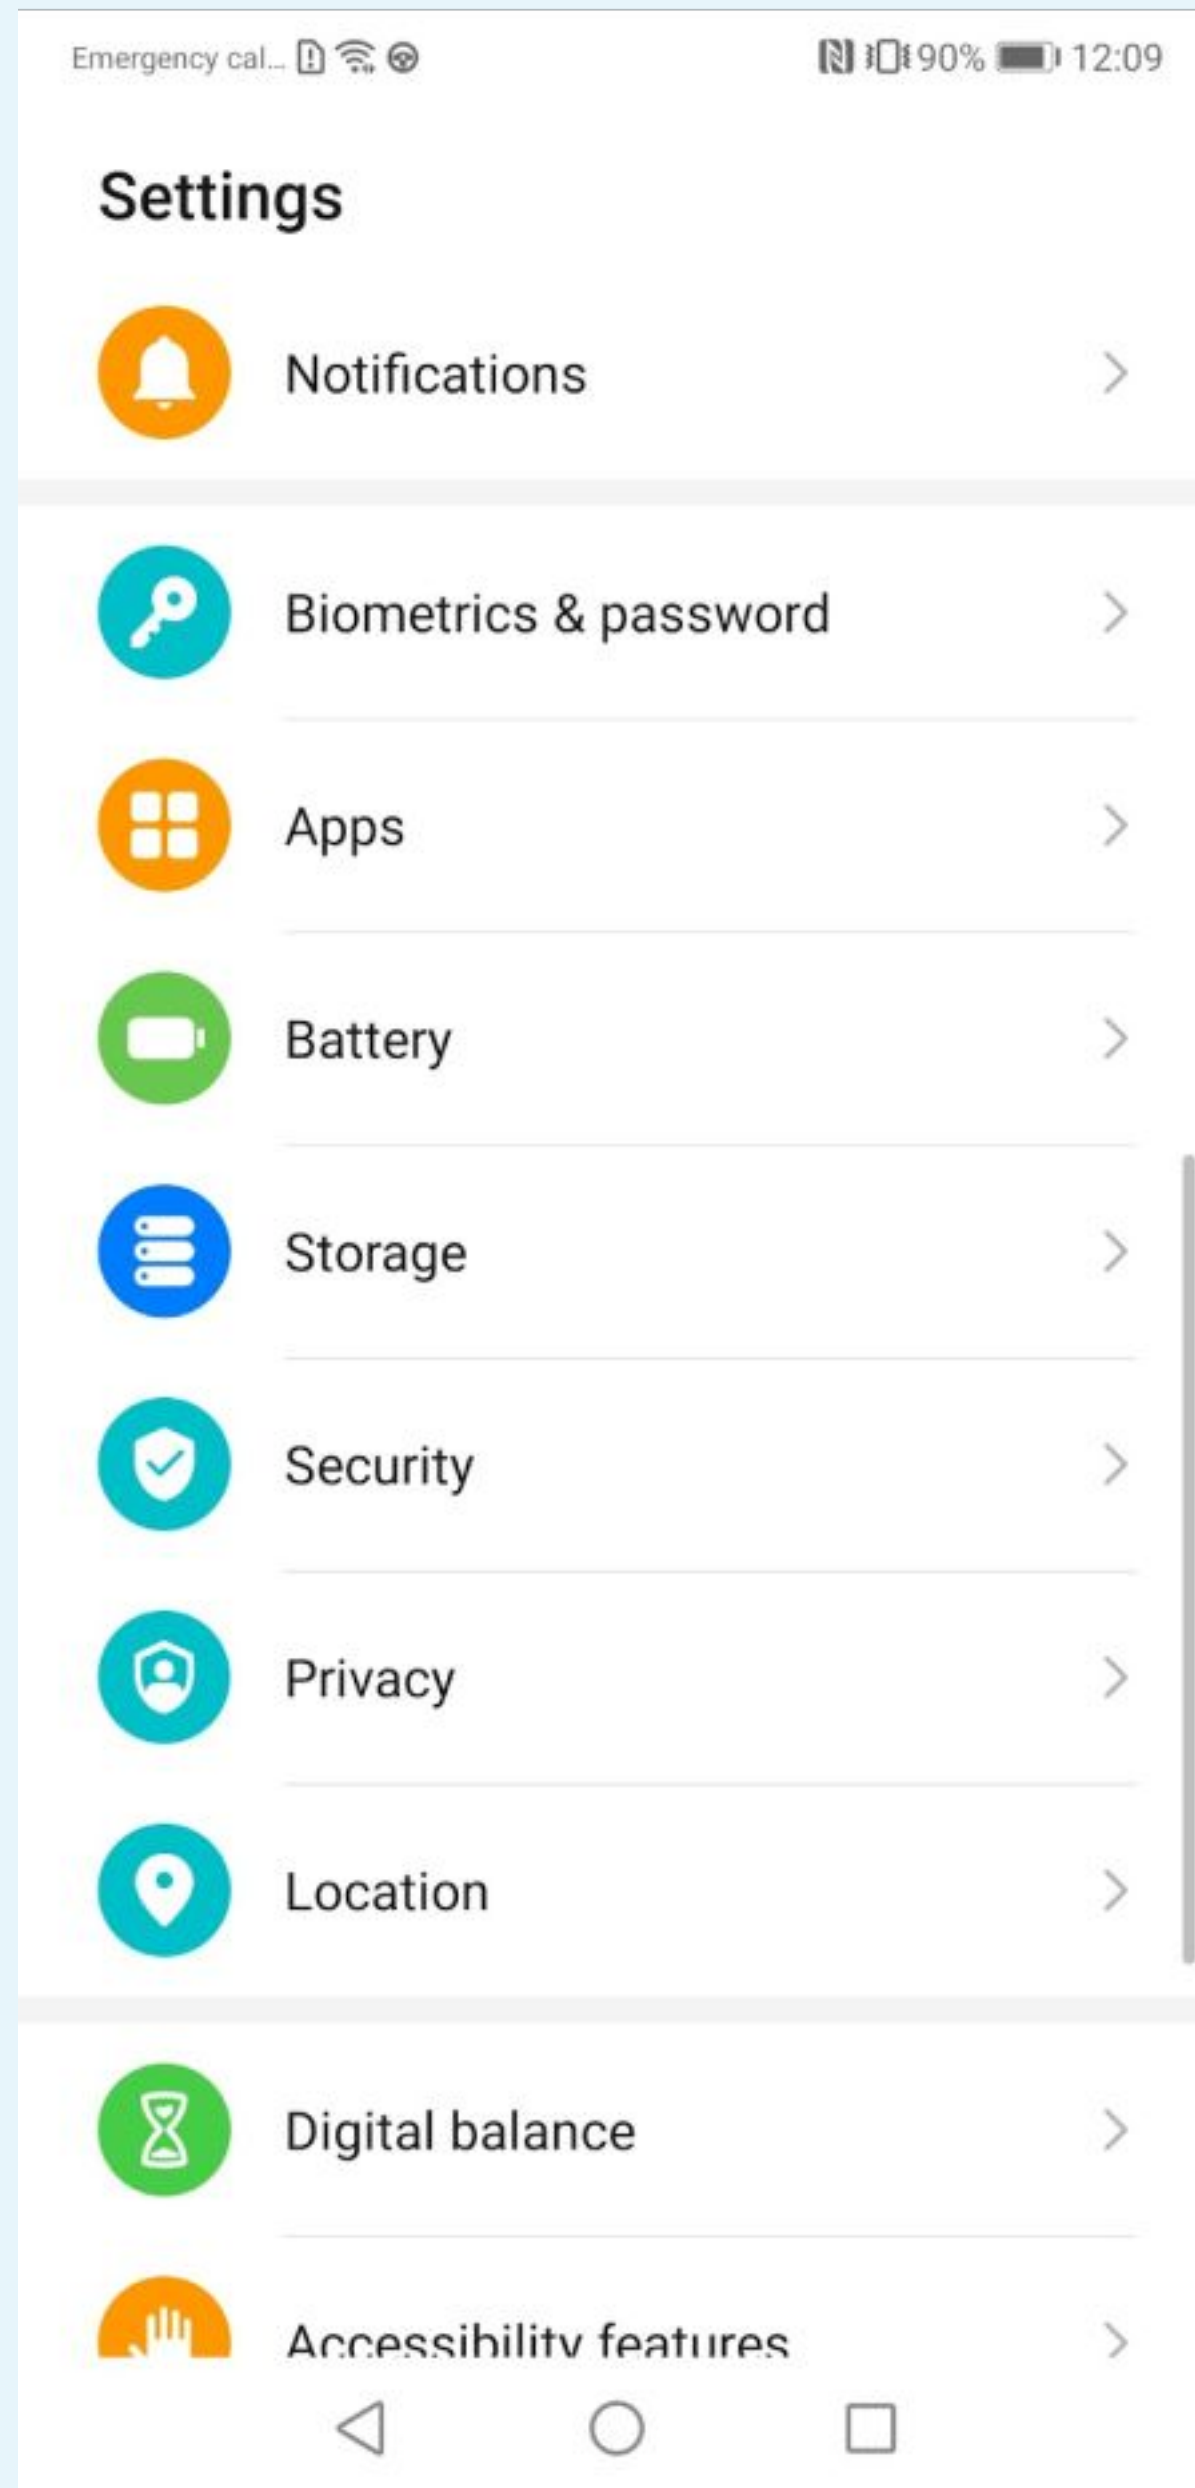 Emergency cal... 90% 12:09
Settings
Notifications
Biometrics & password
Apps
Battery
Storage
Security
Privacy
Location
Digital balance
Accessibility features